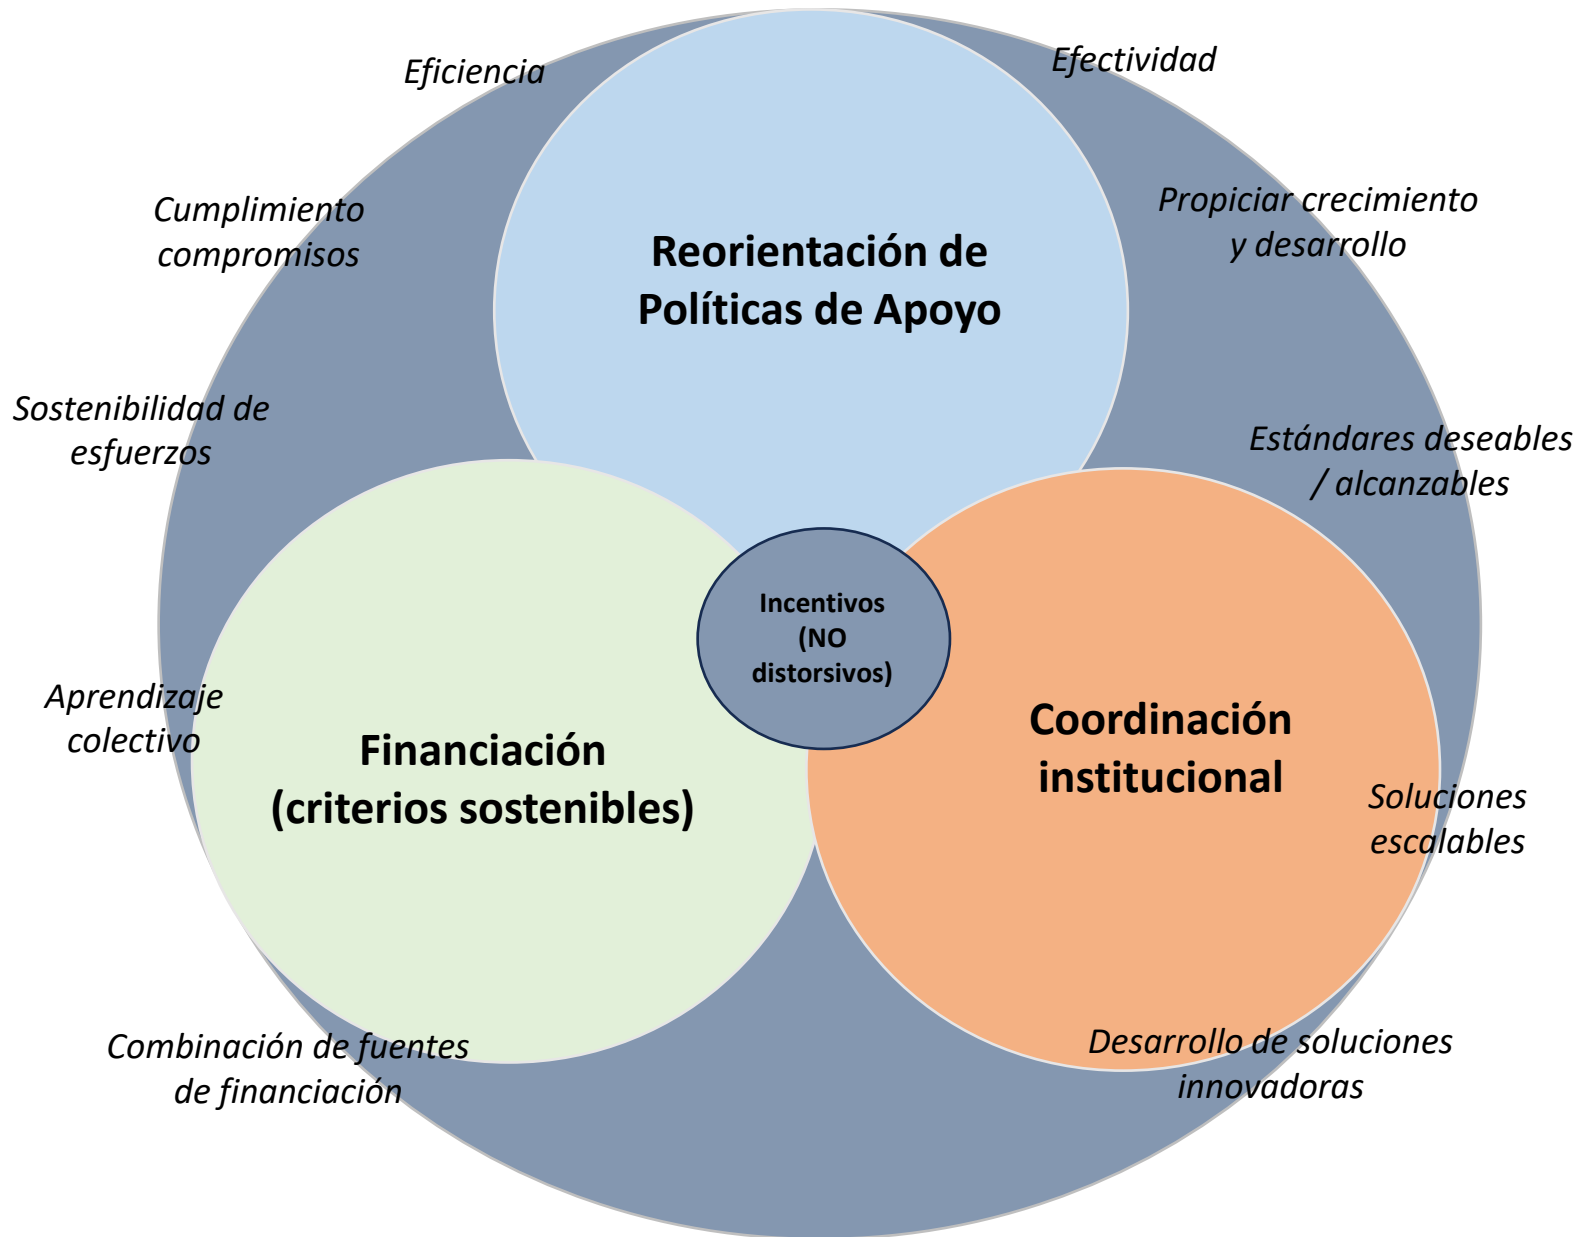 Eficiencia
Efectividad
Cumplimiento
compromisos
Propiciar crecimiento
y desarrollo
Reorientación de
Políticas de Apoyo
Sostenibilidad de
esfuerzos
Estándares deseables
/ alcanzables
Incentivos
(NO
distorsivos)
Aprendizaje
colectivo
Financiación
(criterios sostenibles)
Coordinación
institucional
Soluciones
escalables
Combinación de fuentes
de financiación
Desarrollo de soluciones
innovadoras